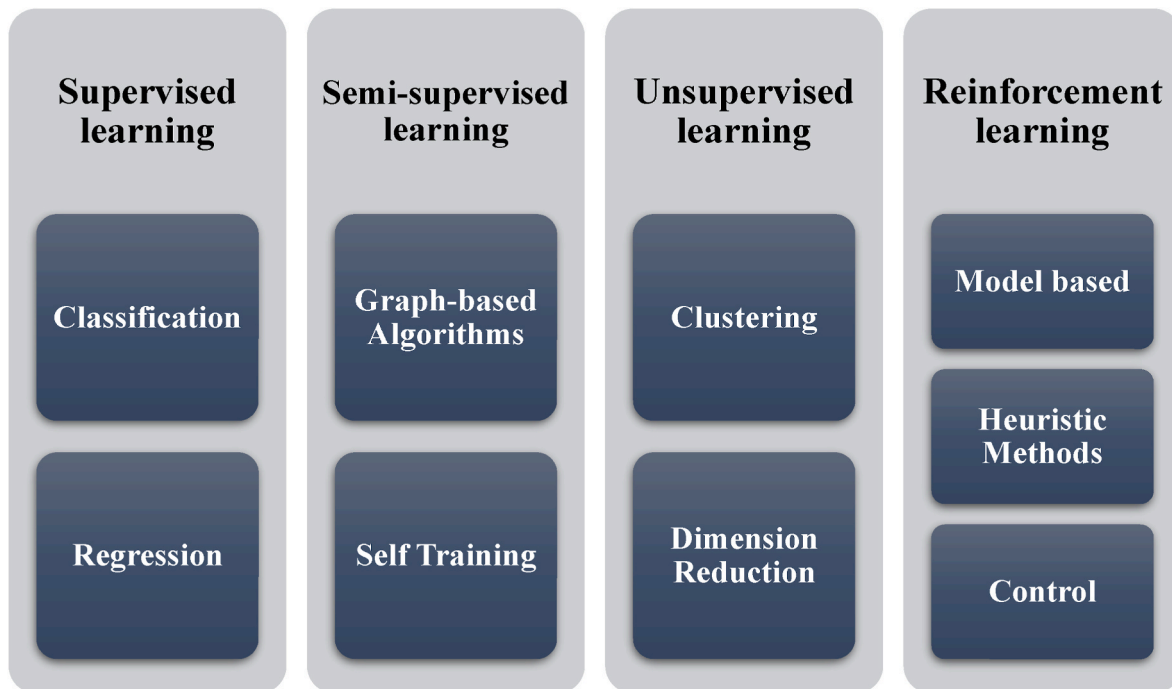 Supervised
learning
Classification
Regression
Semi-supervised
learning
Graph-based
Algorithms
Self Training
Unsupervised
learning
Clustering
Dimension
Reduction
Reinforcement
learning
Model based
Heuristic
Methods
Control